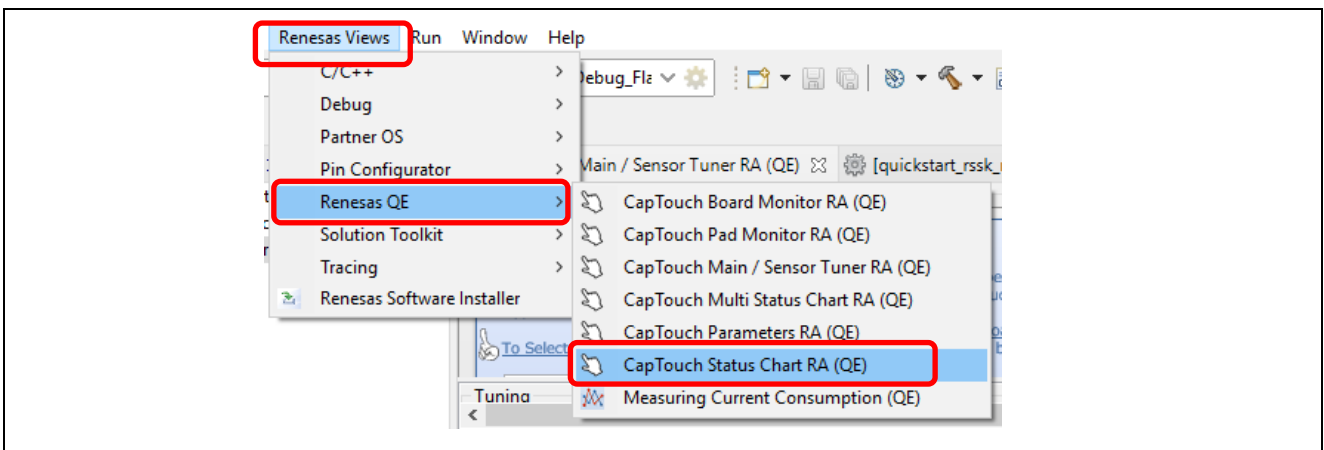 Renesas Views Run Window Help
C/C++
Debug
Partner OS
Pin Configurator
Main / Sensor Tuner RA (QE)
[quickstart_rssk_
Renesas QE
CapTouch Board Monitor RA (QE)
Solution Toolkit
CapTouch Pad Monitor RA (QE)
Tracing
CapTouch Main / Sensor Tuner RA (QE)
Renesas Software Installer
CapTouch Multi Status Chart RA (QE)
CapTouch Parameters RA (QE)
To Select
CapTouch Status Chart RA (QE)
Tuning
Measuring Current Consumption (QE)